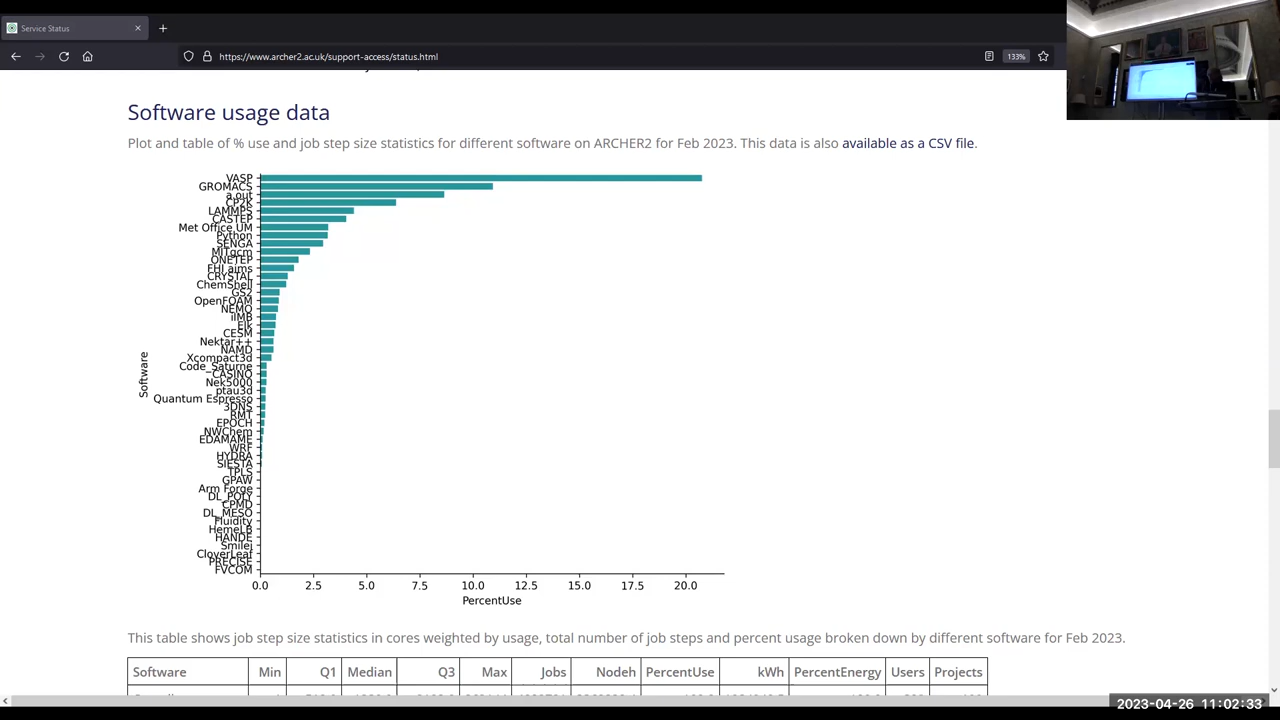 Service Status
https://www.archer2.ac.uk/support-access/status.html
133%
Software usage data
Plot and table of % use and job step size statistics for different software on ARCHER2 for Feb 2023. This data is also available as a CSV file.
VASP
GROMACS
a.out
CP2K
LAMMPS
CASTEP
Met Office UM
Python
SENGA
MITgcm
ONETEP
FHI aims
CRYSTAL
ChemShell
GS2
OpenFOAM
NEMO
iIMB
Elk
CESM
Nektar++
NAMD
Xcompact3d
Code_Saturne
CASINO
Nek5000
ptau3d
Quantum Espresso
3DNS
RMT
EPOCH
NWChem
EDAMAME
WRF
HYDRA
SIESTA
TPLS
GPAW
Arm Forge
DL_POLY
CPMD
DL_MESO
Fluidity
HemeLB
HANDE
Smilei
CloverLeaf
PRECISE
FVCOM
Software
0.0 2.5 5.0 7.5 10.0 12.5 15.0 17.5 20.0
PercentUse
This table shows job step size statistics in cores weighted by usage, total number of job steps and percent usage broken down by different software for Feb 2023.
Software Min Q1 Median Q3 Max Jobs Nodeh PercentUse kWh PercentEnergy Users Projects
2023-04-26 11:02:33